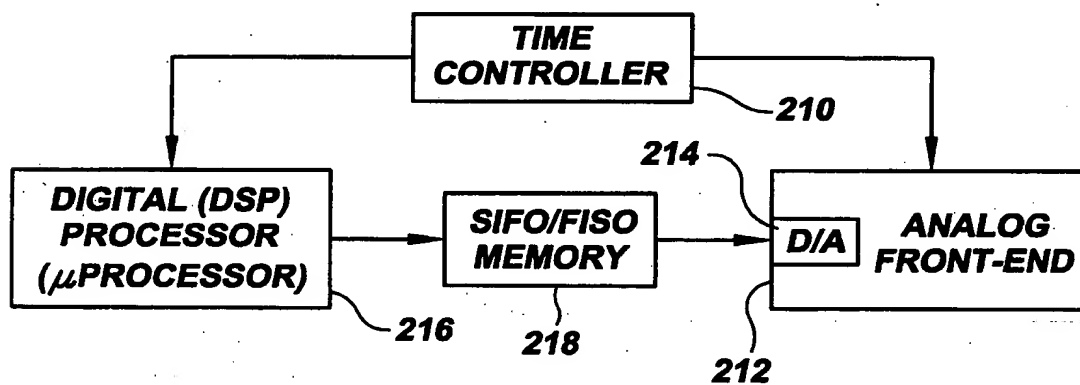 TIME
CONTROLLER
210
214
DIGITAL (DSP)
PROCESSOR
(μPROCESSOR)
216
SIFO/FISO
MEMORY
218
D/A
ANALOG
FRONT-END
212